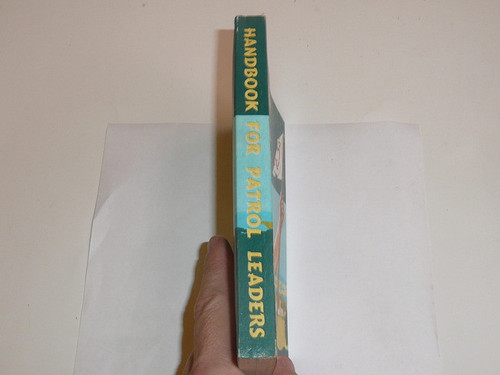 HANDBOOK FOR PATROL LEADERS